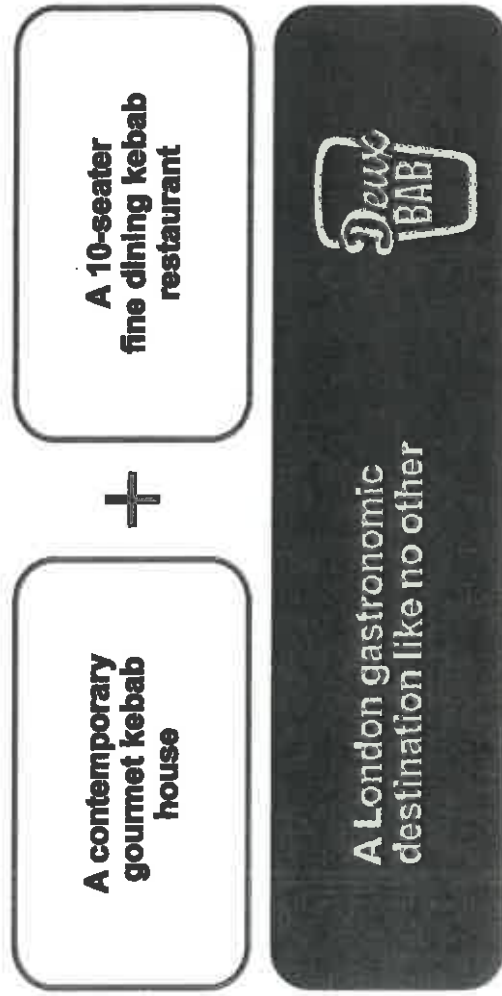 A contemporary
gourmet kebab
house
+
A 10-seater
fine dining kebab
restaurant
A London gastronomic
destination like no other
Deux
BAB